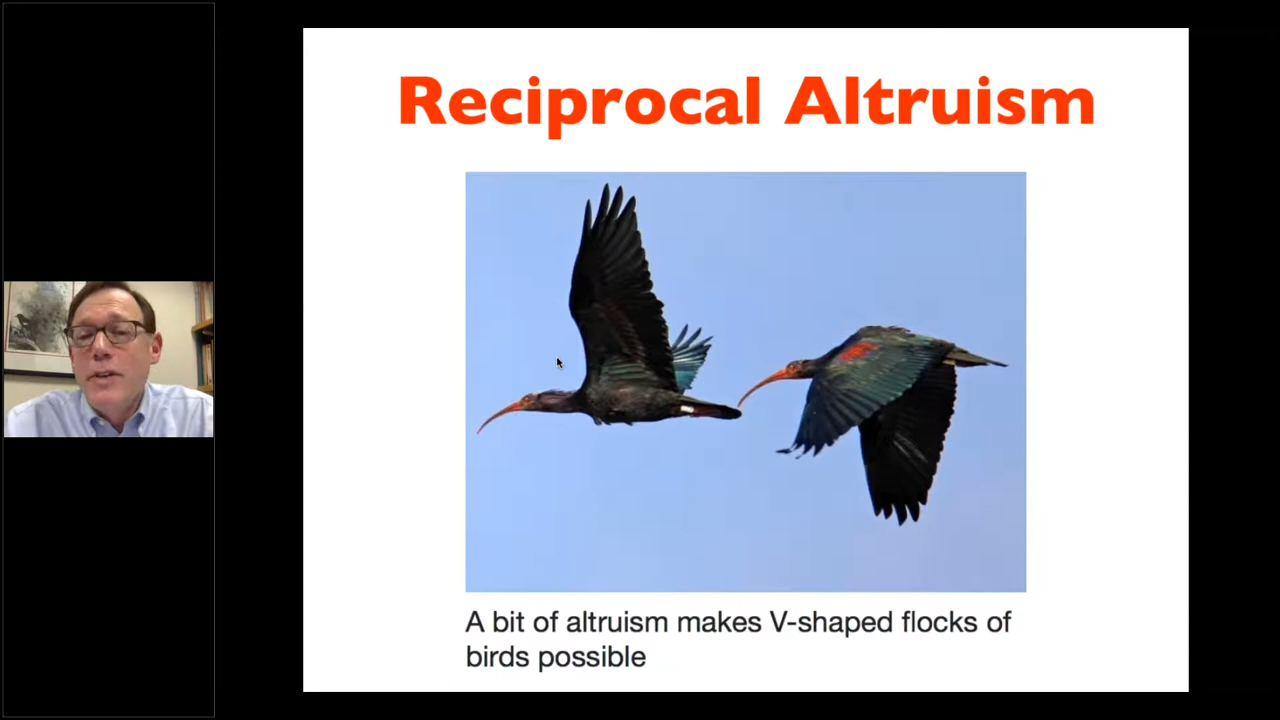 Reciprocal Altruism
A bit of altruism makes V-shaped flocks of
birds possible